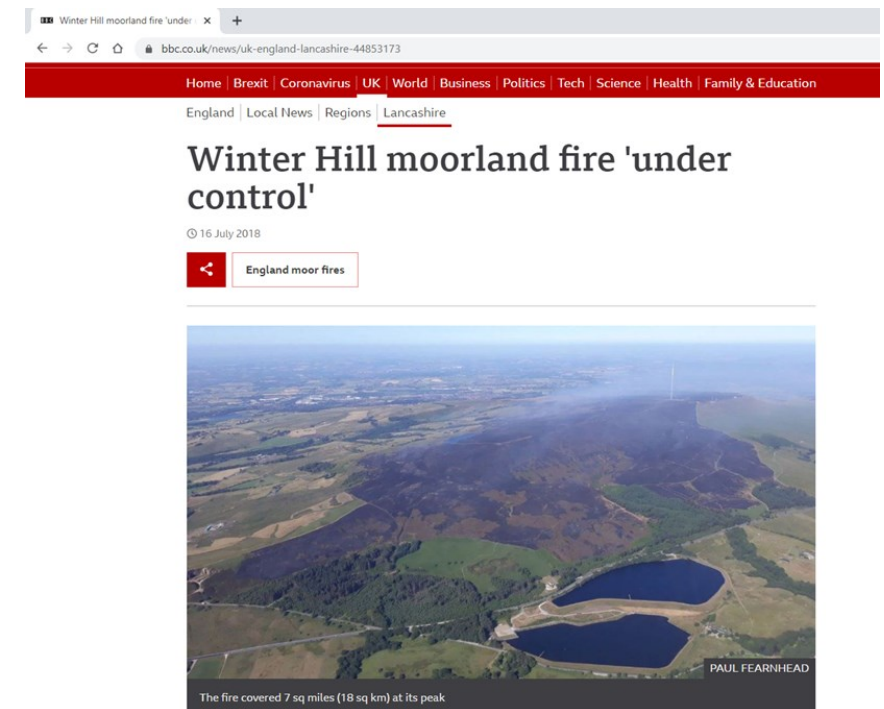 Winter Hill moorland fire 'under
bbc.co.uk/news/uk-england-lancashire-44853173
Home | Brexit | Coronavirus | UK | World | Business | Politics | Tech | Science | Health | Family & Education
England | Local News | Regions | Lancashire
Winter Hill moorland fire 'under
control'
16 July 2018
England moor fires
PAUL FEARNHEAD
The fire covered 7 sq miles (18 sq km) at its peak